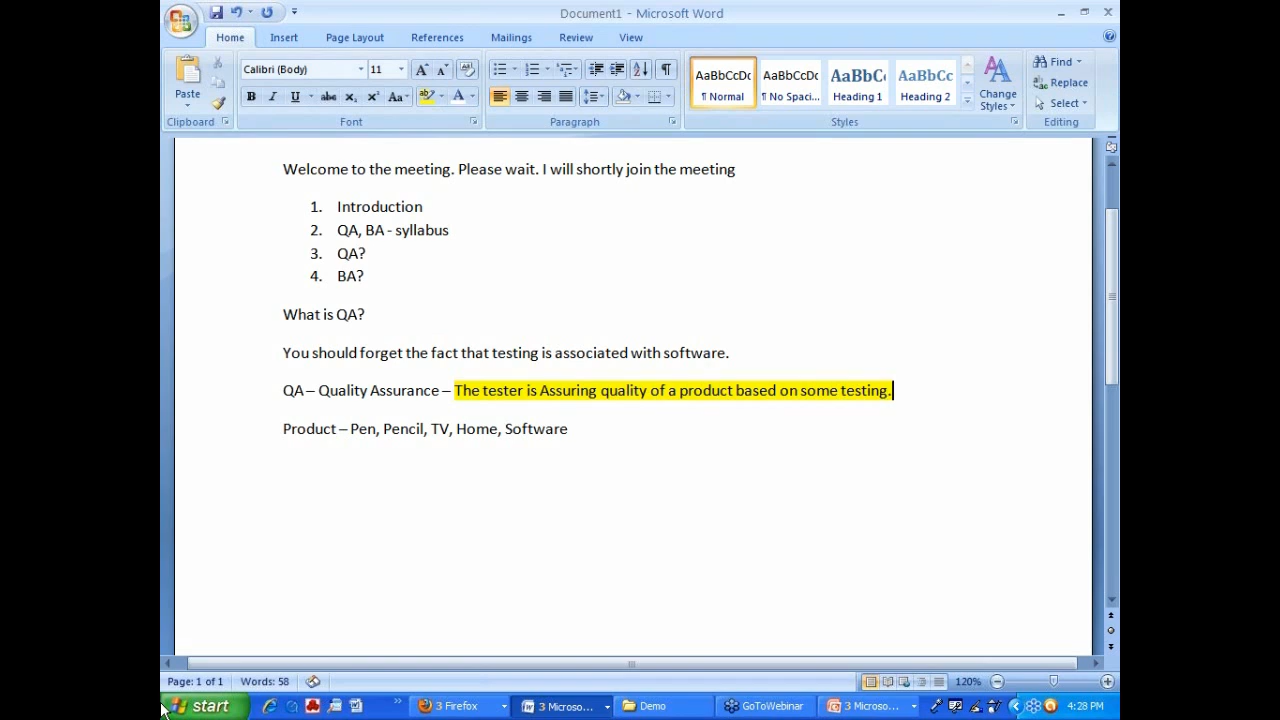 Document1 - Microsoft Word
Home Insert Page Layout References Mailings Review View
Calibri (Body) 11 AaBbCcDc AaBbCcDc AaBbC AaBbCc Find
Paste ¶ Normal ¶ No Spaci... Heading 1 Heading 2 Change Styles Replace
Select
Clipboard Font Paragraph Styles Editing
Welcome to the meeting. Please wait. I will shortly join the meeting
1. Introduction
2. QA, BA - syllabus
3. QA?
4. BA?
What is QA?
You should forget the fact that testing is associated with software.
QA – Quality Assurance – The tester is Assuring quality of a product based on some testing.
Product – Pen, Pencil, TV, Home, Software
Page: 1 of 1 Words: 58 120%
start 3 Firefox 3 Microso... Demo GoToWebinar 3 Microso... 4:28 PM